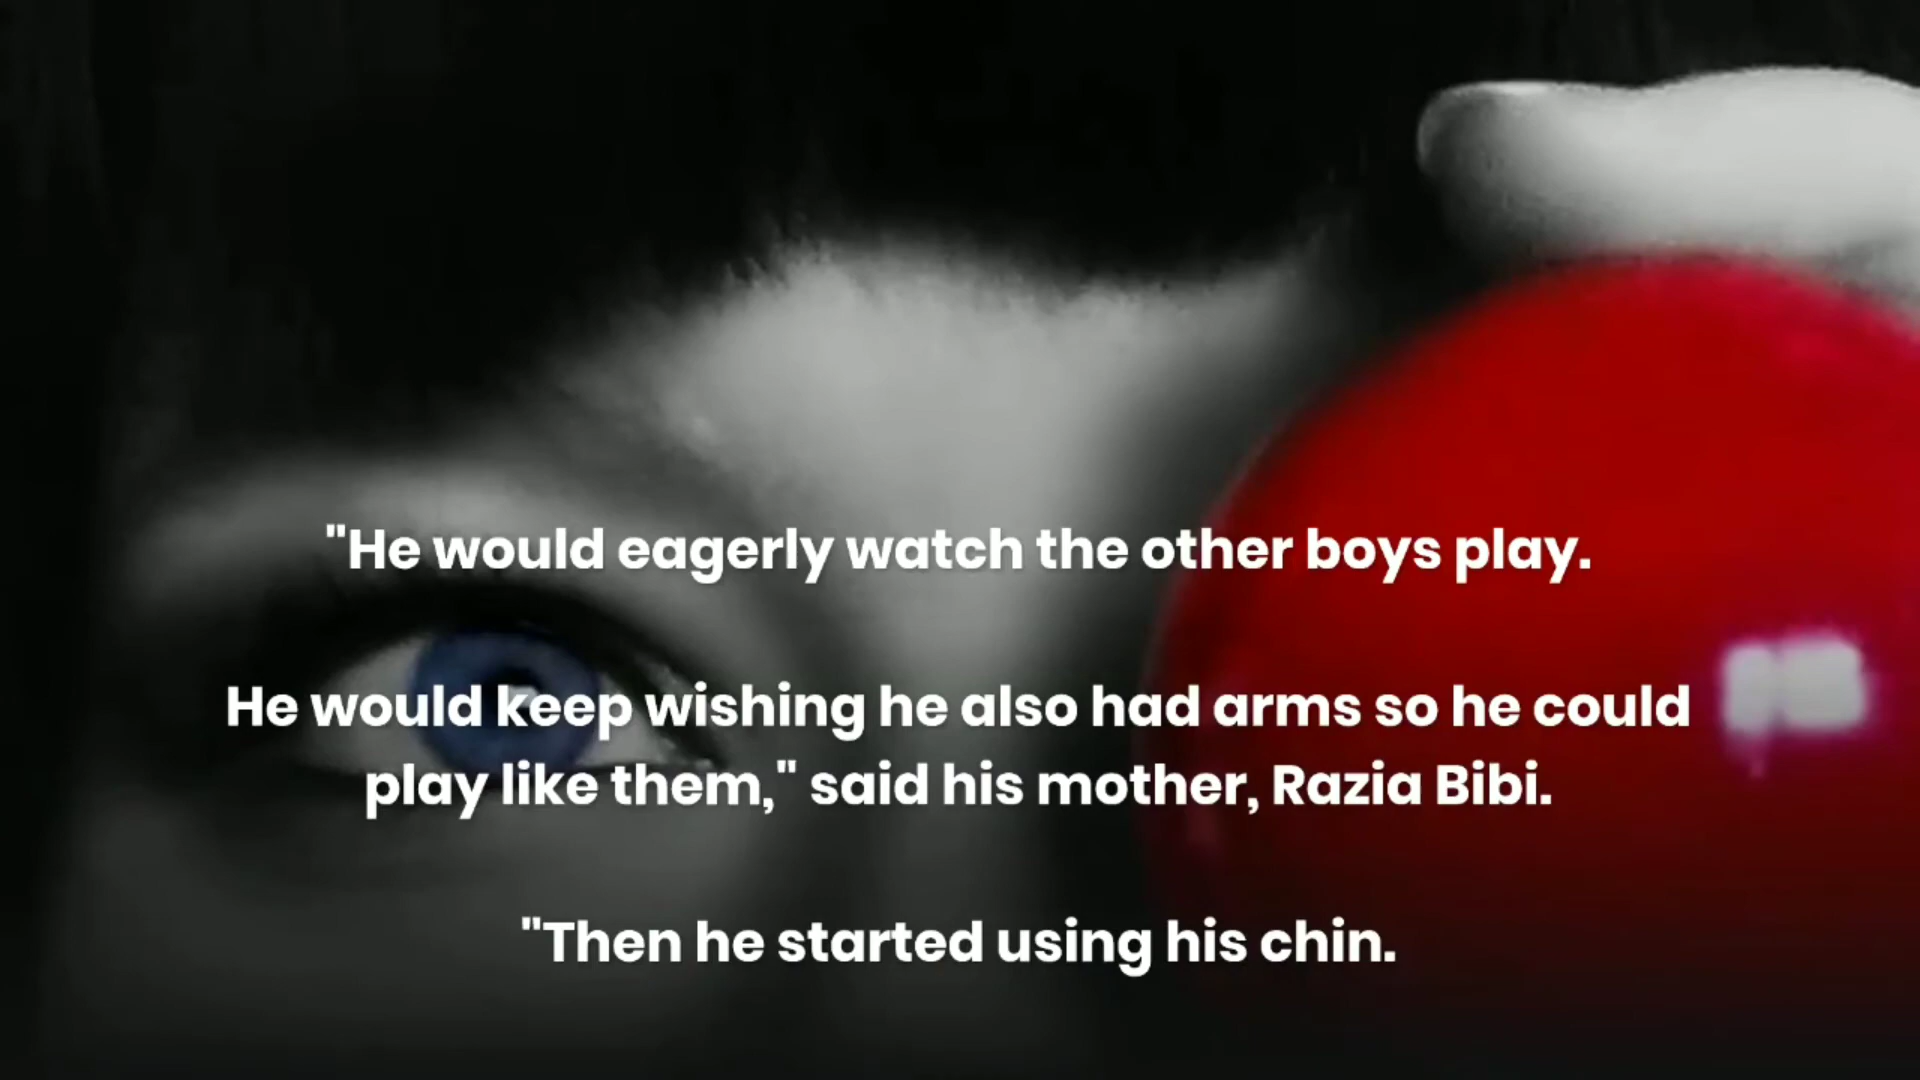 "He would eagerly watch the other boys play.
He would keep wishing he also had arms so he could
play like them," said his mother, Razia Bibi.
"Then he started using his chin.